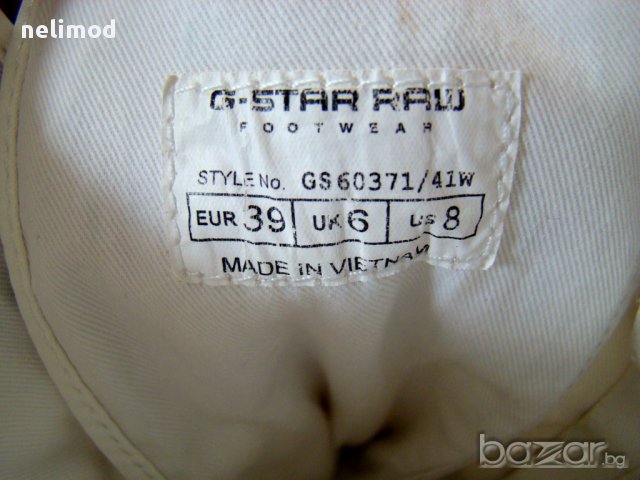 nelimod
G-STAR RAW
FOOTWEAR
STYLE No. GS60371/41W
EUR 39 UK 6 US 8
MADE IN VIETNAM
bazar.bg